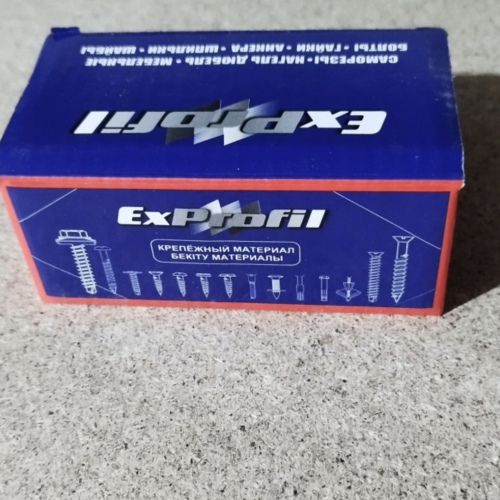 САМОРЕЗЫ • НАГЕЛЬ ДЮБЕЛЬ • МЕБЕЛЬНЫЕ
БОЛТЫ • ГАЙКИ • АНКЕРА • ШПИЛЬКИ • ШАЙБЫ
ExProfil
ExProfil
КРЕПЁЖНЫЙ МАТЕРИАЛ
БЕКІТУ МАТЕРИАЛЫ